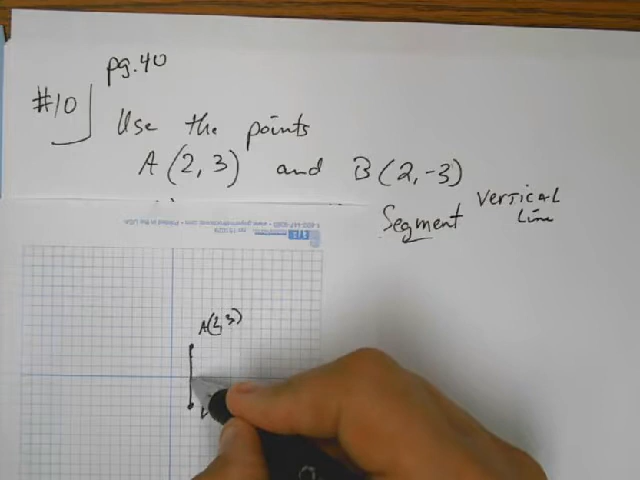 pg.40
#10
Use the points
A(2,3) and B(2,-3)
Segment
VERTICAL
Line
A(2,3)